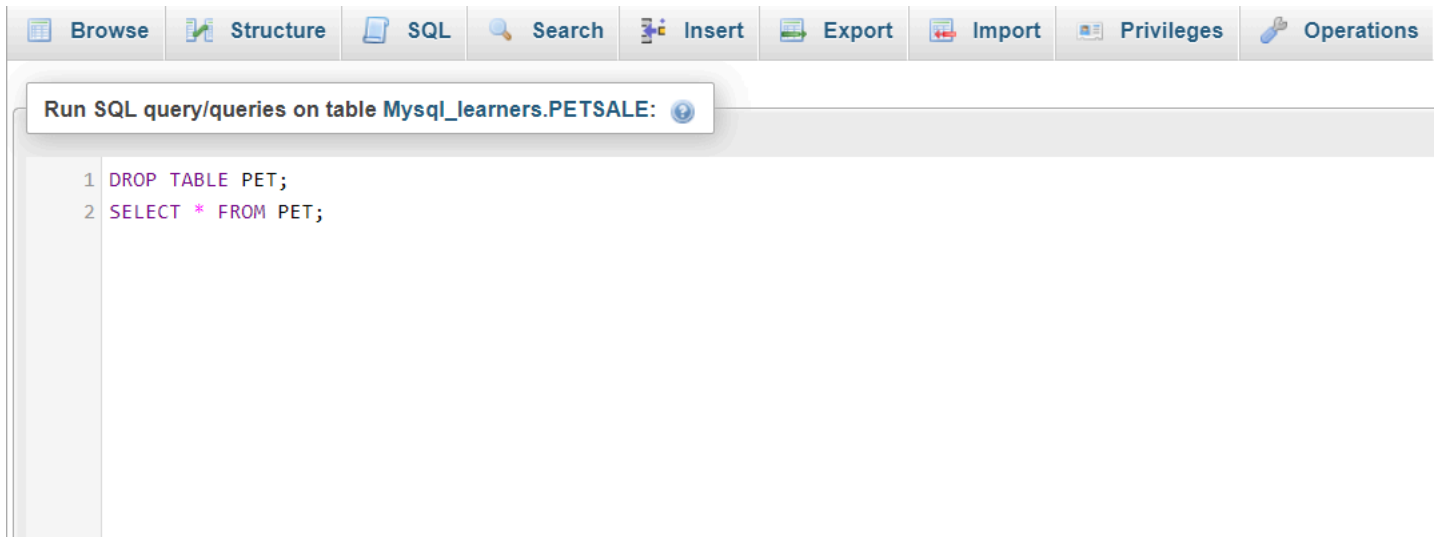 Browse Structure SQL Search Insert Export Import Privileges Operations
Run SQL query/queries on table Mysql_learners.PETSALE:
1 DROP TABLE PET;
2 SELECT * FROM PET;